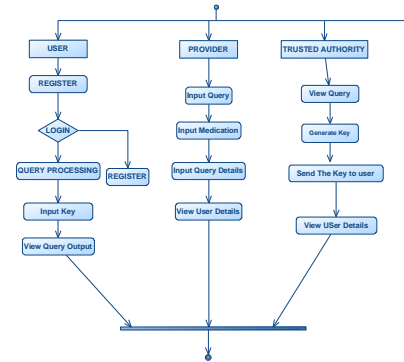 USER
REGISTER
LOGIN
QUERY PROCESSING
REGISTER
Input Key
View Query Output
PROVIDER
Input Query
Input Medication
Input Query Details
View User Details
TRUSTED AUTHORITY
View Query
Generate Key
Send The Key to user
View USer Details